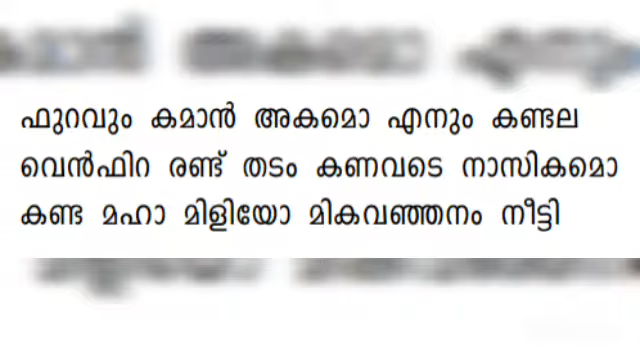 ഫുറവും കമാൻ അകമൊ എനും കണ്ടല
വെൻഫിറ രണ്ട് തടം കണവടെ നാസികമൊ
കണ്ട മഹാ മിളിയോ മികവഞ്ഞനം നീട്ടി